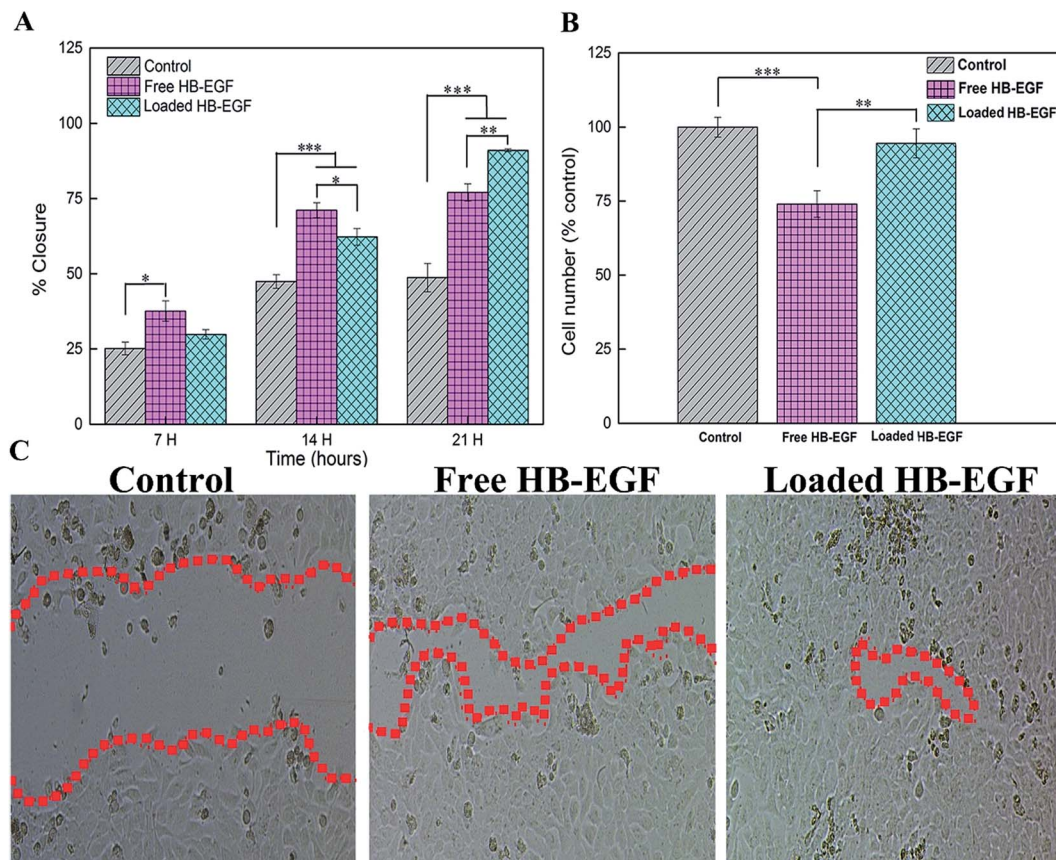 A
125
100
75
50
25
0
% Closure
Control
Free HB-EGF
Loaded HB-EGF
*
***
*
***
**
7 H
14 H
21 H
Time (hours)
B
125
100
75
50
25
0
Cell number (% control)
Control
Free HB-EGF
Loaded HB-EGF
***
**
Control
Free HB-EGF
Loaded HB-EGF
C
Control
Free HB-EGF
Loaded HB-EGF